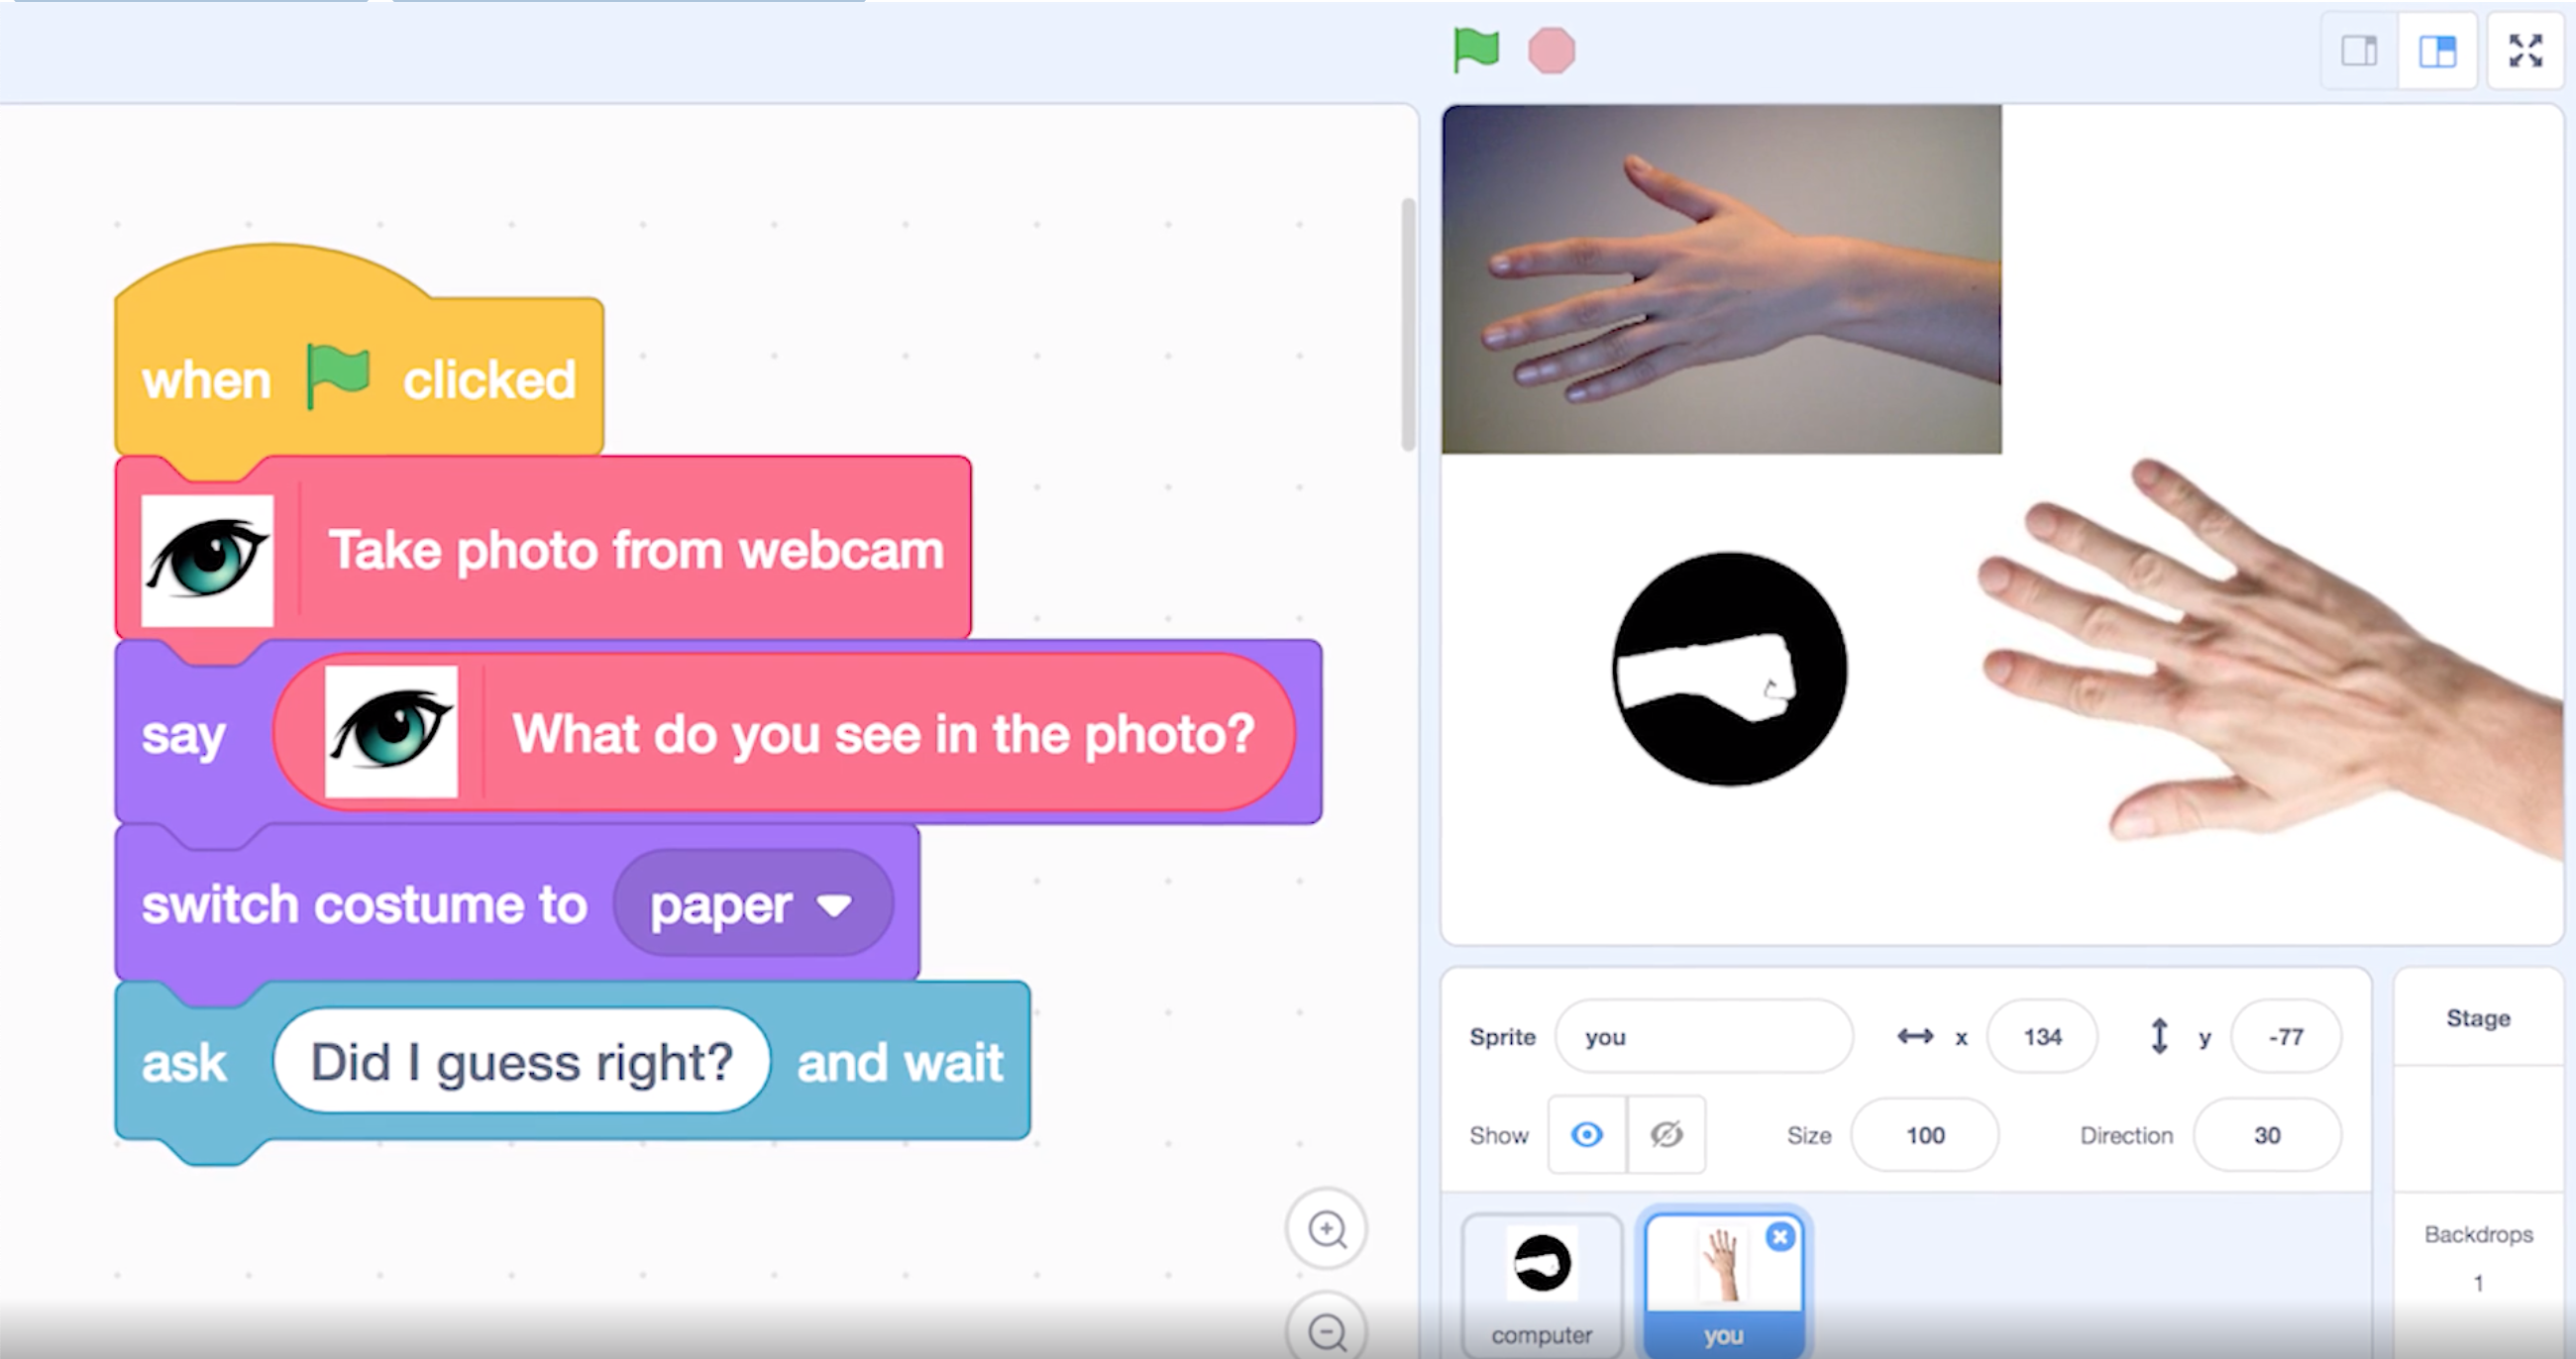 when clicked
Take photo from webcam
say What do you see in the photo?
switch costume to paper
ask Did I guess right? and wait
Sprite you x 134 y -77
Show Size 100 Direction 30
computer
you
Stage
Backdrops
1